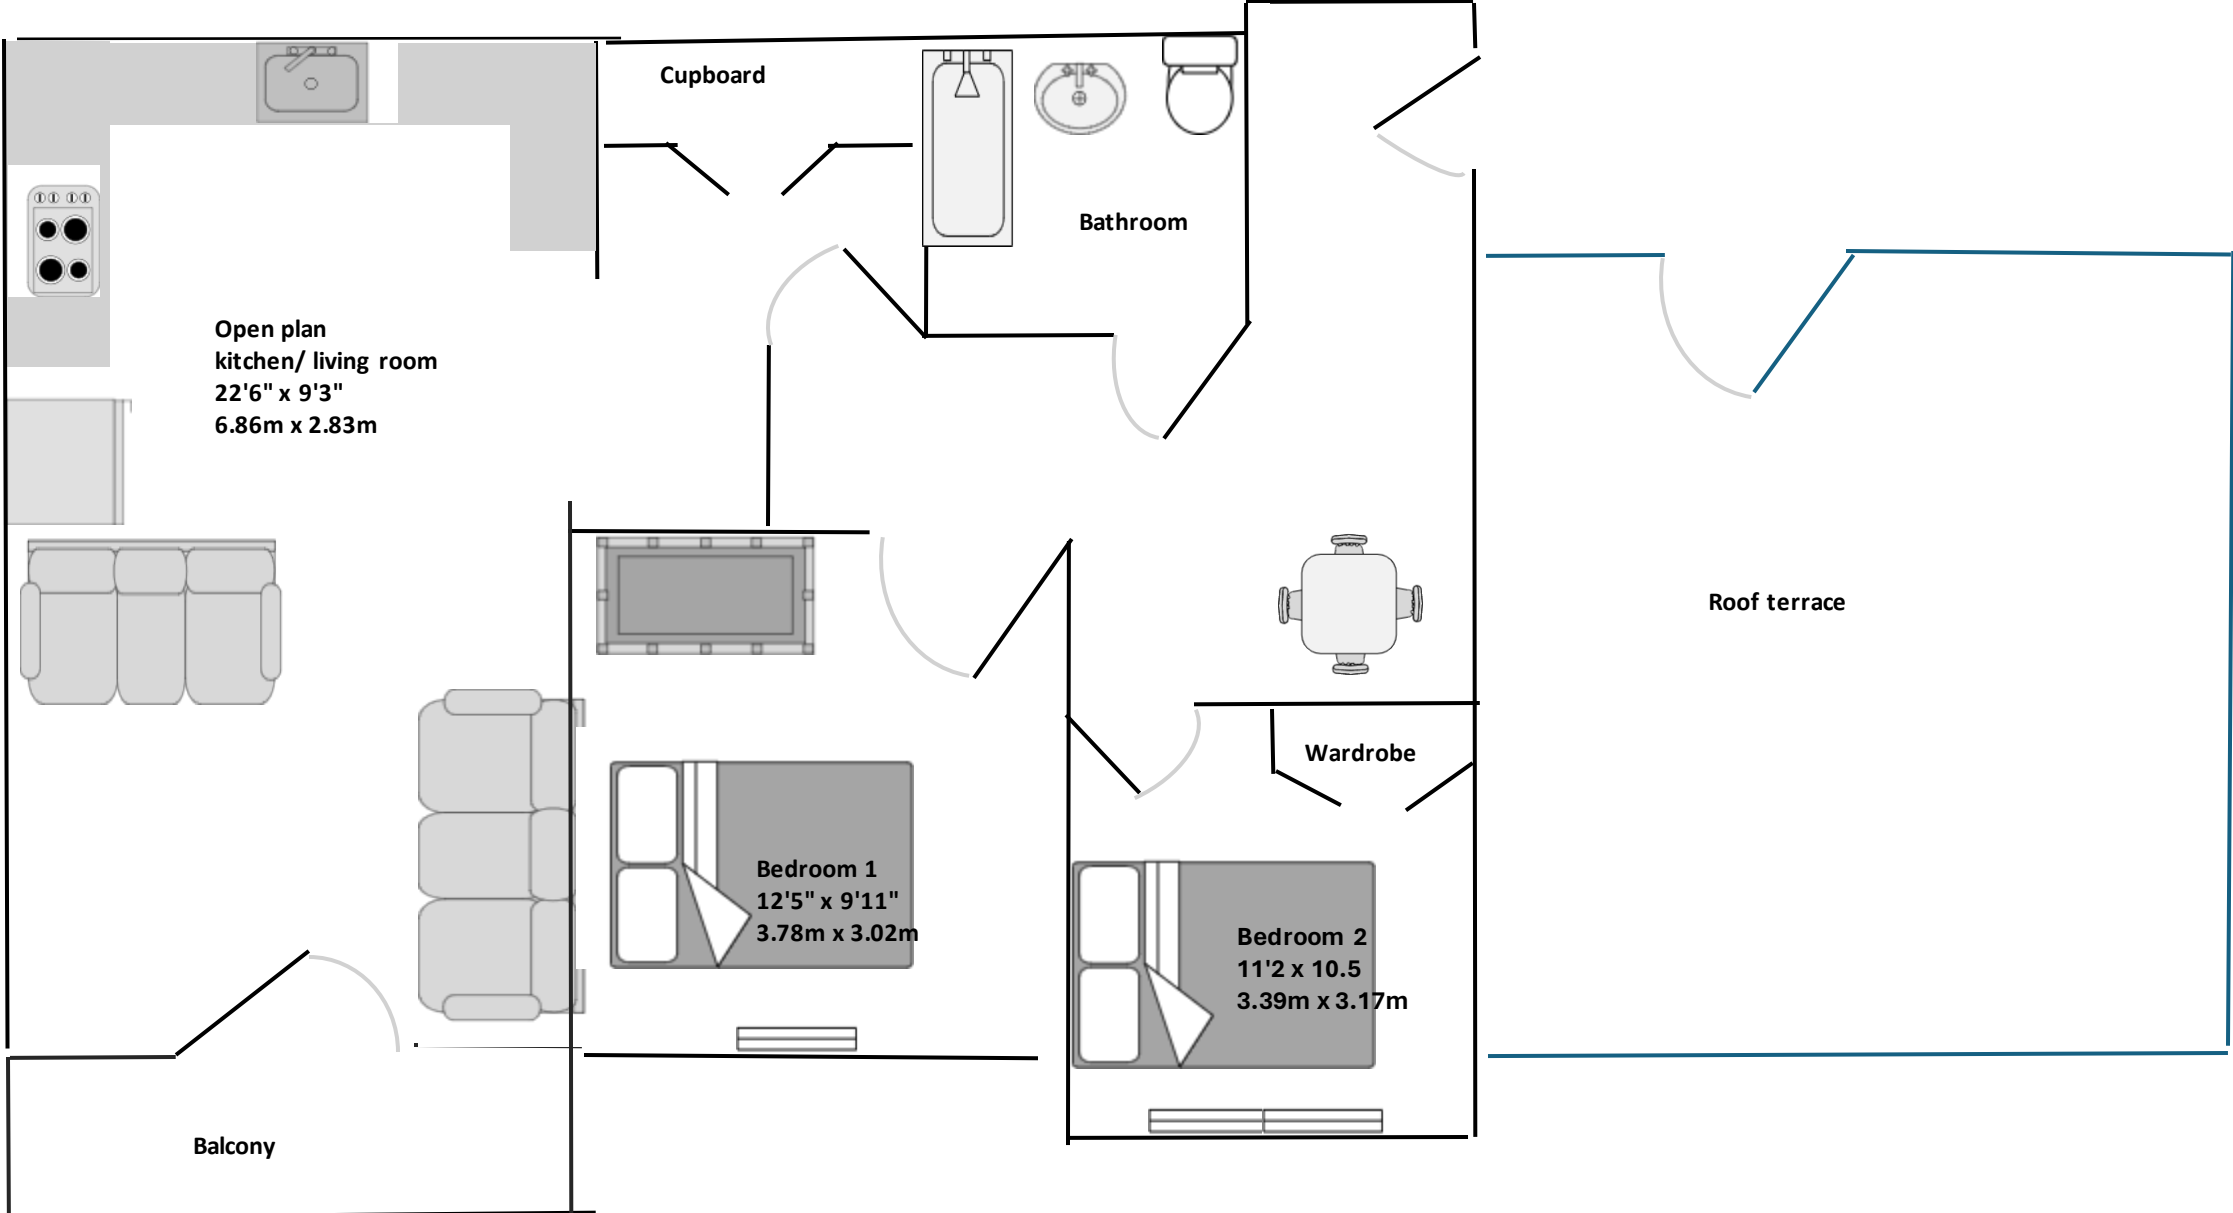 Cupboard
Bathroom
Open plan
kitchen/ living room
22'6" x 9'3"
6.86m x 2.83m
Roof terrace
Wardrobe
Bedroom 1
12'5" x 9'11"
3.78m x 3.02m
Bedroom 2
11'2 x 10.5
3.39m x 3.17m
Balcony